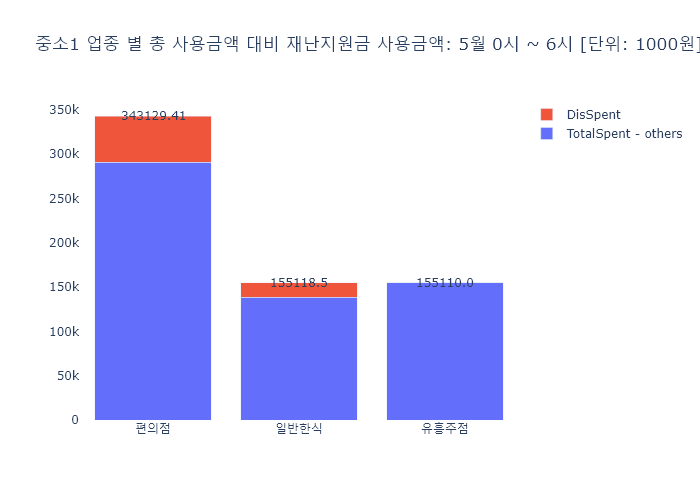 중소1 업종 별 총 사용금액 대비 재난지원금 사용금액: 5월 0시 ~ 6시 [단위: 1000원]
350k
300k
250k
200k
150k
100k
50k
0
343129.41
155118.5
155110.0
편의점
일반한식
유흥주점
DisSpent
TotalSpent - others